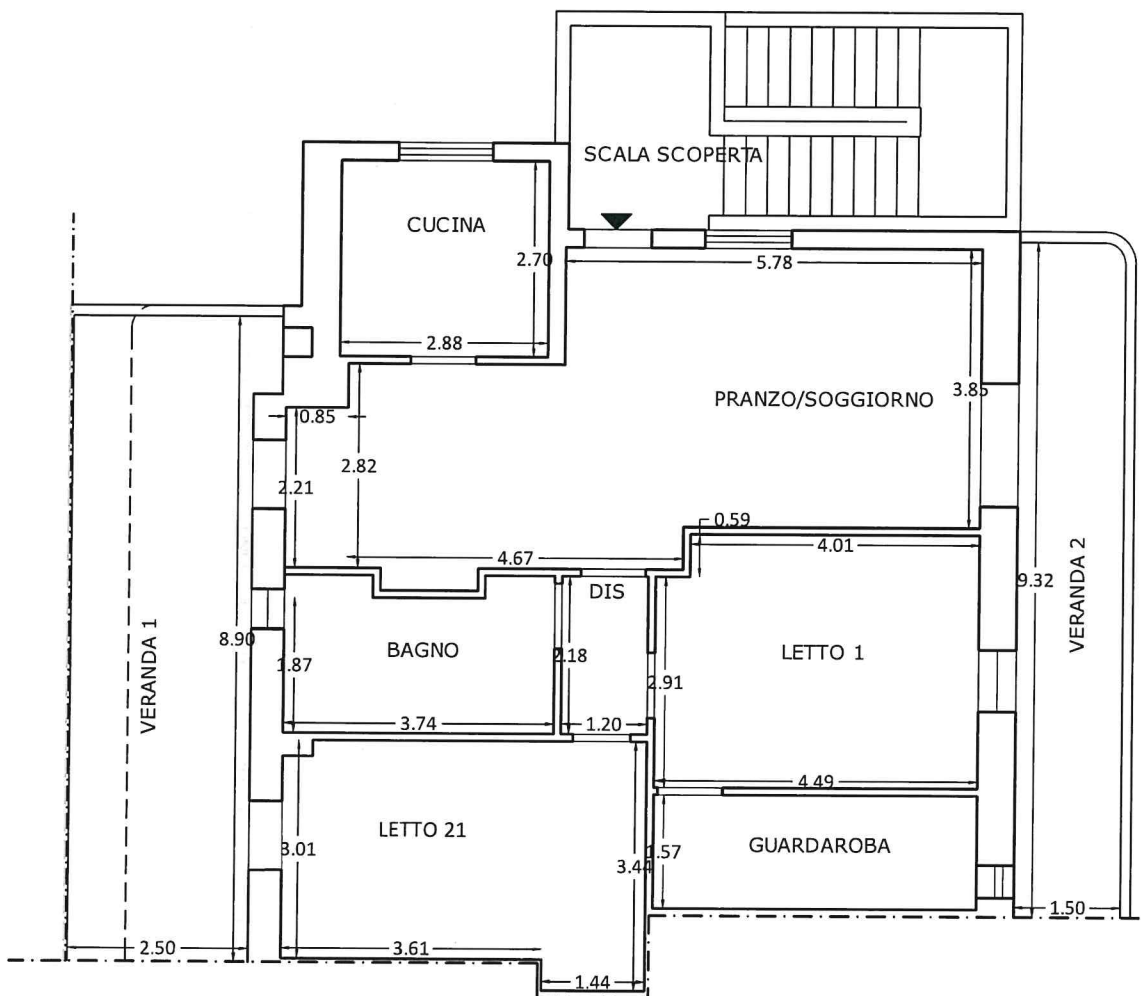 SCALA SCOPERTA
CUCINA
2.70
5.78
2.88
0.85
PRANZO/SOGGIORNO
3.85
2.82
2.21
0.59
4.67
4.01
DIS
9.32
VERANDA 2
VERANDA 1
8.90
BAGNO
2.18
LETTO 1
1.87
2.91
3.74
1.20
4.49
LETTO 21
3.01
3.44
1.57
GUARDAROBA
1.50
2.50
3.61
1.44